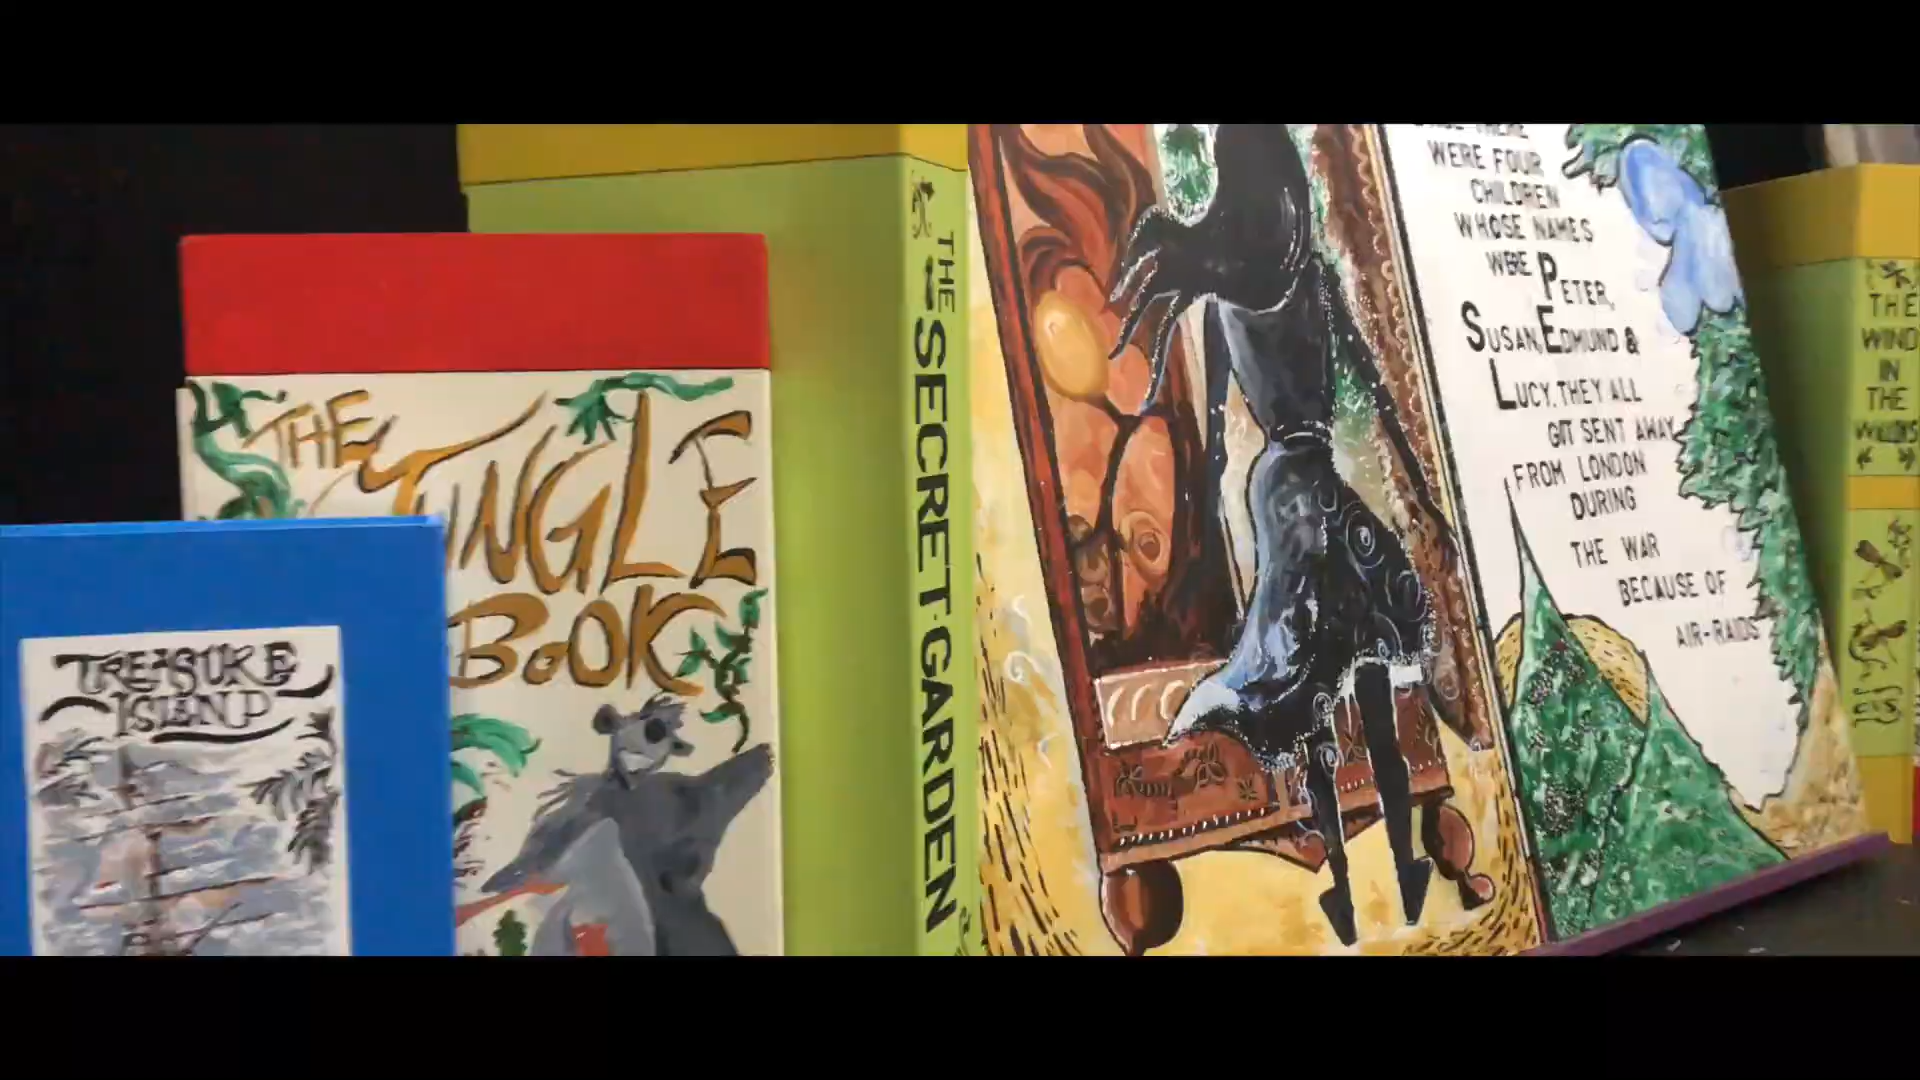 TREASURE
ISLAND
THE
JUNGLE
BOOK
THE SECRET GARDEN
THERE
WERE FOUR
CHILDREN
WHOSE NAMES
WERE PETER,
SUSAN, EDMUND &
LUCY. THEY ALL
GOT SENT AWAY
FROM LONDON
DURING
THE WAR
BECAUSE OF
AIR-RAIDS
THE
WIND
IN
THE
WILLOWS